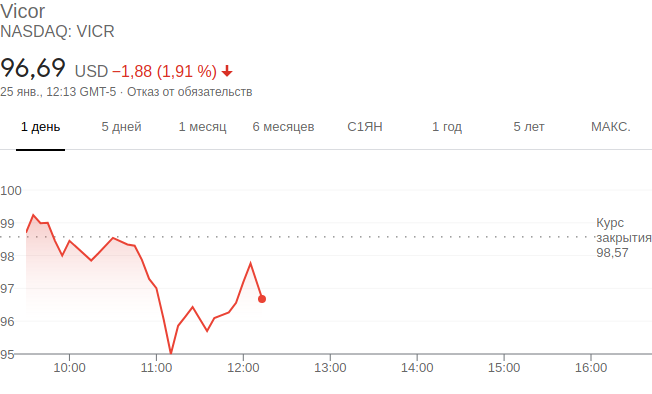 Vicor
NASDAQ: VICR
96,69 USD −1,88 (1,91 %)
25 янв., 12:13 GMT-5 · Отказ от обязательств
1 день 5 дней 1 месяц 6 месяцев С1ЯН 1 год 5 лет МАКС.
100
99
98
97
96
95
Курс
закрытия
98,57
10:00 11:00 12:00 13:00 14:00 15:00 16:00